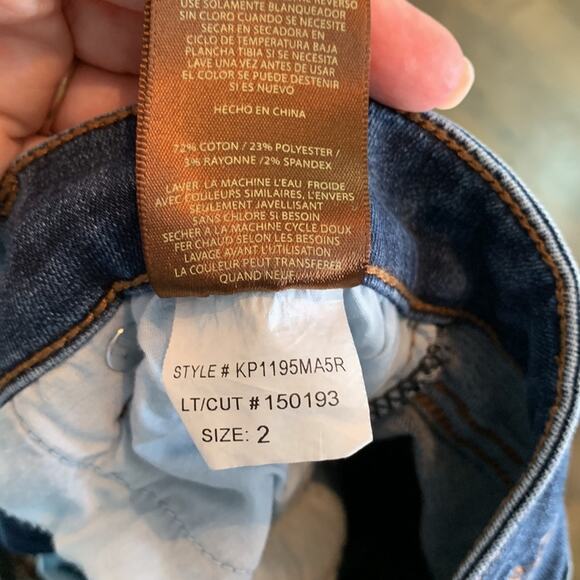 REVERSO
USE SOLAMENTE BLANQUEADOR
SIN CLORO CUANDO SE NECESITE
SECAR EN SECADORA EN
CICLO DE TEMPERATURA BAJA
PLANCHA TIBIA SI SE NECESITA
LAVE UNA VEZ ANTES DE USAR
EL COLOR SE PUEDE DESTENIR
SI ES NUEVO
HECHO EN CHINA
72% COTON / 23% POLYESTER /
3% RAYONNE /2% SPANDEX
LAVER LA MACHINE L'EAU FROIDE
AVEC COULEURS SIMILAIRES, L'ENVERS
SEULEMENT JAVELLISANT
SANS CHLORE SI BESOIN
SECHER A LA MACHINE CYCLE DOUX
FER CHAUD SELON LES BESOINS
LAVAGE AVANT L'UTILISATION
LA COULEUR PEUT TRANSFERER
QUAND NEUF
STYLE # KP1195MA5R
LT/CUT # 150193
SIZE: 2